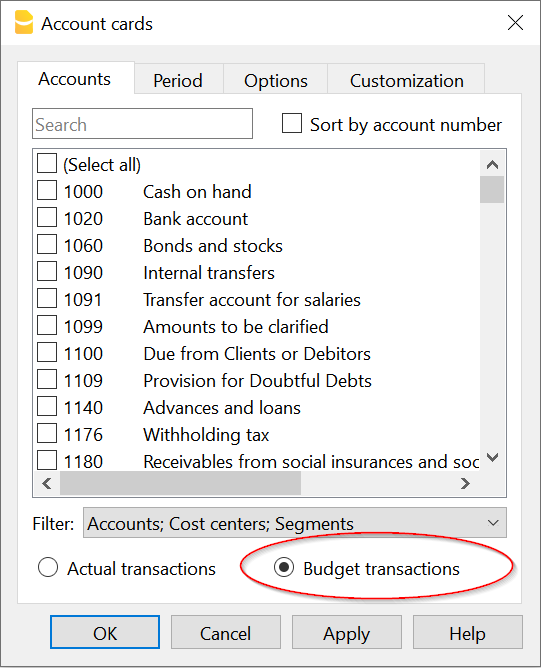 Account cards
Accounts Period Options Customization
Search Sort by account number
(Select all)
1000 Cash on hand
1020 Bank account
1060 Bonds and stocks
1090 Internal transfers
1091 Transfer account for salaries
1099 Amounts to be clarified
1100 Due from Clients or Debitors
1109 Provision for Doubtful Debts
1140 Advances and loans
1176 Withholding tax
1180 Receivables from social insurances and soc
Filter: Accounts; Cost centers; Segments
Actual transactions Budget transactions
OK Cancel Apply Help